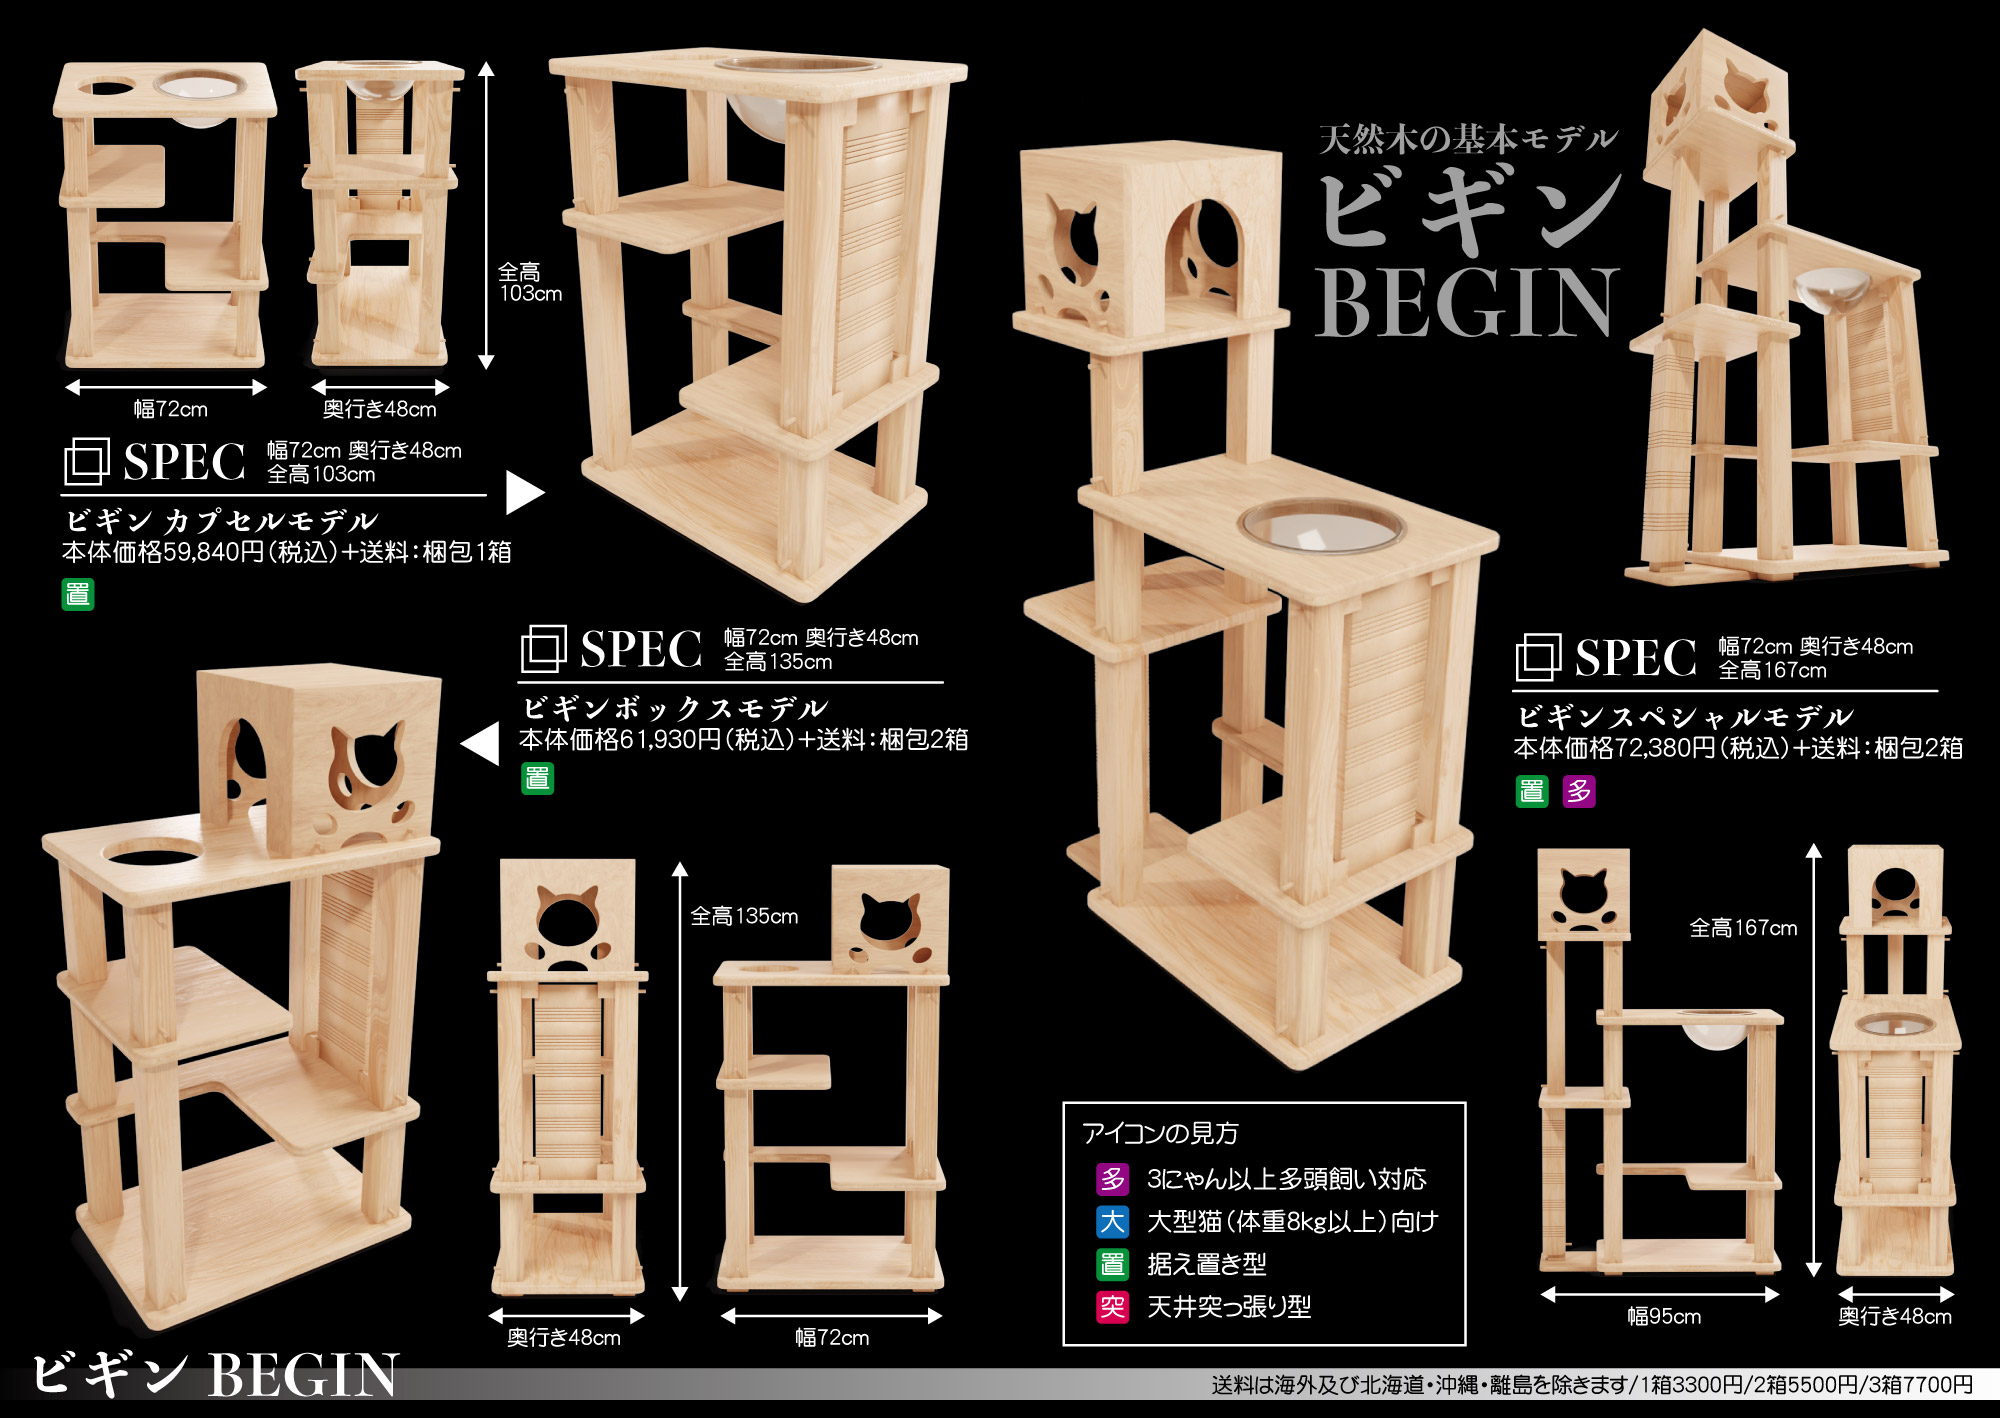 全高
103cm
幅72cm
奥行き48cm
SPEC
幅72cm 奥行き48cm
全高103cm
ビギン カプセルモデル
本体価格59,840円(税込)+送料:梱包1箱
置
天然木の基本モデル
ビギン
BEGIN
SPEC
幅72cm 奥行き48cm
全高135cm
ビギンボックスモデル
本体価格61,930円(税込)+送料:梱包2箱
置
全高135cm
奥行き48cm
幅72cm
SPEC
幅72cm 奥行き48cm
全高167cm
ビギンスペシャルモデル
本体価格72,380円(税込)+送料:梱包2箱
置 多
全高167cm
幅95cm
奥行き48cm
アイコンの見方
多 3にゃん以上多頭飼い対応
大 大型猫(体重8kg以上)向け
置 据え置き型
突 天井突っ張り型
ビギン BEGIN
送料は海外及び北海道・沖縄・離島を除きます/1箱3300円/2箱5500円/3箱7700円